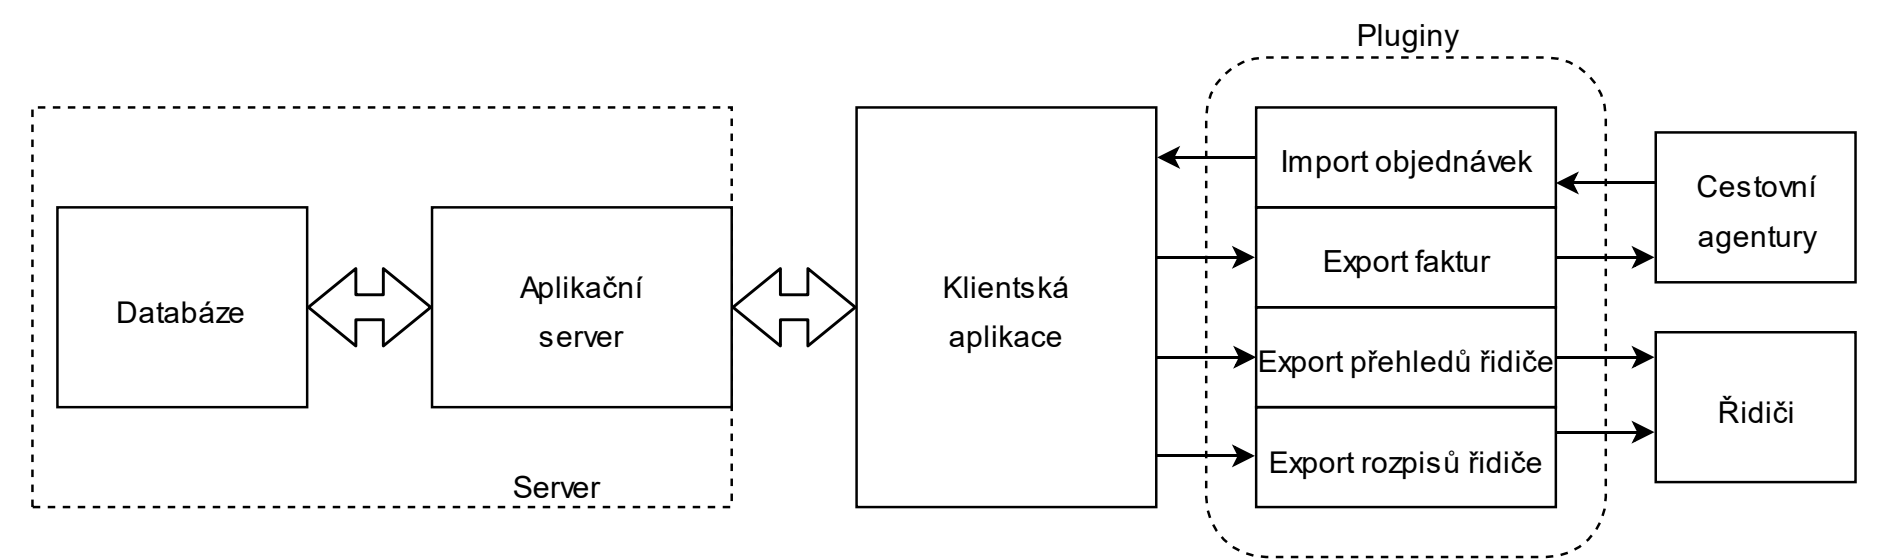 Pluginy
Databáze
Aplikační
server
Server
Klientská
aplikace
Import objednávek
Export faktur
Export přehledů řidiče
Export rozpisů řidiče
Cestovní
agentury
Řidiči